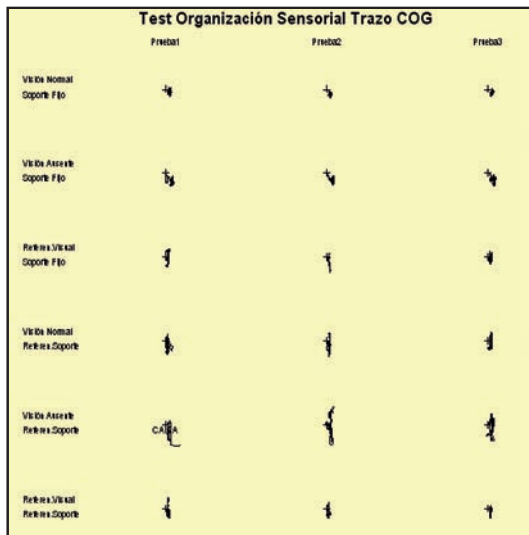 Test Organización Sensorial Trazo COG
Prueba1 Prueba2 Prueba3
Visión Normal
Soporte Fijo
Visión Ausente
Soporte Fijo
Referen.Visual
Soporte Fijo
Visión Normal
Referen.Soporte
Visión Ausente
Referen.Soporte
CAIDA
Referen.Visual
Referen.Soporte